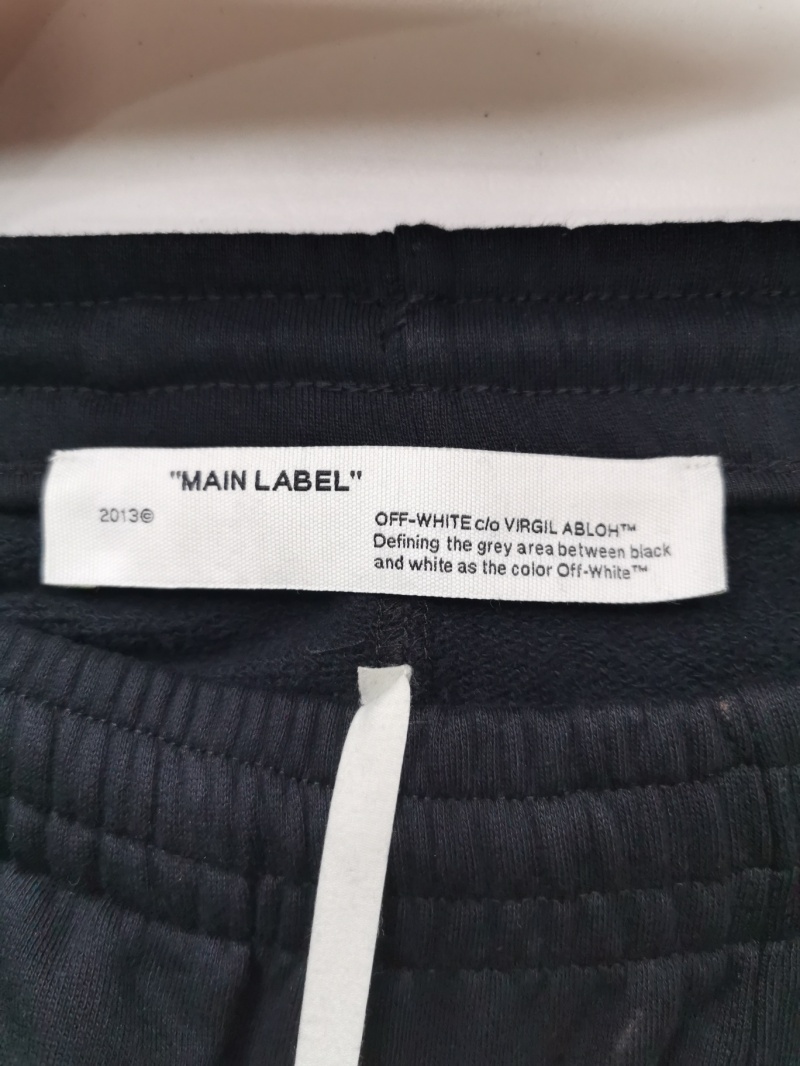 "MAIN LABEL"
2013©
OFF-WHITE c/o VIRGIL ABLOH™
Defining the grey area between black
and white as the color Off-White™